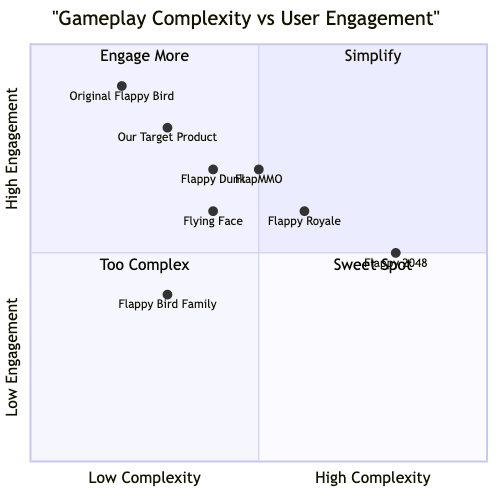 "Gameplay Complexity vs User Engagement"
Engage More
Simplify
Original Flappy Bird
Our Target Product
Flappy Dunk
FlapMMO
Flying Face
Flappy Royale
Too Complex
Sweet Spot
Flappy 2048
Flappy Bird Family
High Engagement
Low Engagement
Low Complexity
High Complexity